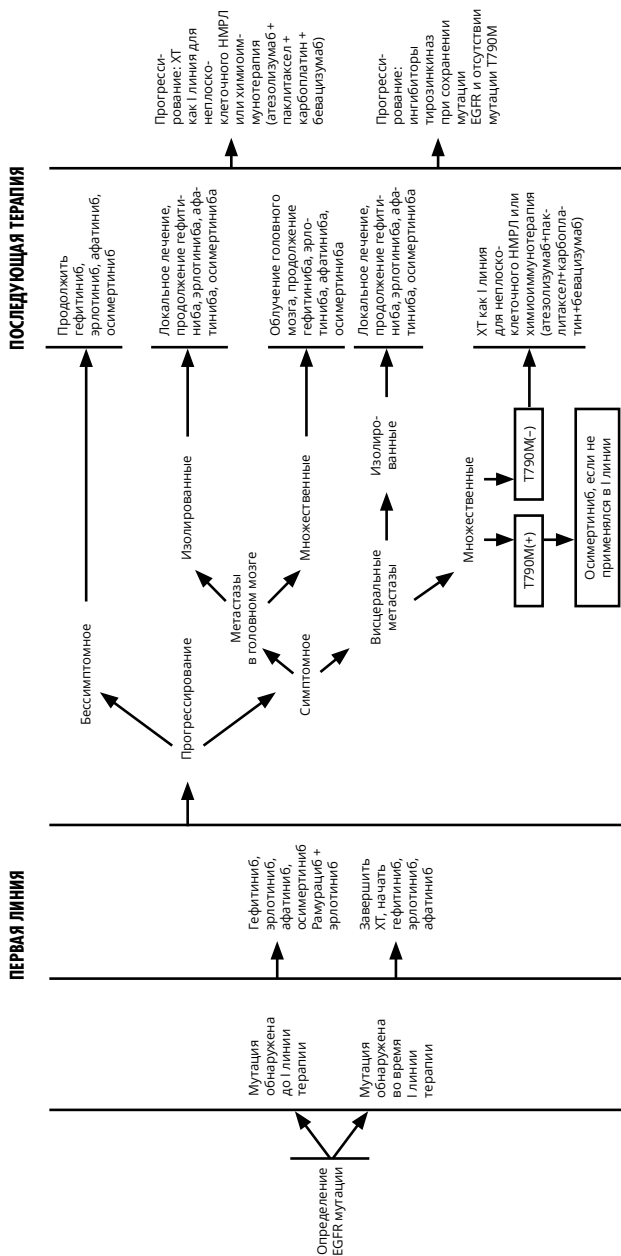 ПЕРВАЯ ЛИНИЯ
ПОСЛЕДУЮЩАЯ ТЕРАПИЯ
Определение
EGFR мутации
Мутация
обнаружена
до I линии
терапии
Мутация
обнаружена
во время
I линии
терапии
Гефитиниб,
эрлотиниб,
афатиниб,
осимертиниб
Рамурациб +
эрлотиниб
Завершить
ХТ, начать
гефитиниб,
эрлотиниб,
афатиниб
Прогрессирование
Бессимптомное
Симптомное
Метастазы
в головном мозге
Висцеральные
метастазы
Изолированные
Множественные
Изолиро-
ванные
Множественные
T790M(+)
T790M(−)
Осимертиниб, если не
применялся в I линии
Продолжить
гефитиниб,
эрлотиниб, афатиниб,
осимертиниб
Локальное лечение,
продолжение гефити-
ниба, эрлотиниба, афа-
тиниба, осимертиниба
Облучение головного
мозга, продолжение
гефитиниба, эрло-
тиниба, афатиниба,
осимертиниба
Локальное лечение,
продолжение гефити-
ниба, эрлотиниба, афа-
тиниба, осимертиниба
ХТ как I линия
для неплоско-
клеточного НМРЛ или
химиоиммунотерапия
(атезолизумаб+пак-
литаксел+карбопла-
тин+бевацизумаб)
Прогресси-
рование: ХТ
как I линия для
неплоско-
клеточного НМРЛ
или химиоим-
мунотерапия
(атезолизумаб +
паклитаксел +
карбоплатин +
бевацизумаб)
Прогресси-
рование:
ингибиторы
тирозинкиназ
при сохранении
мутации
EGFR и отсутствии
мутации T790M